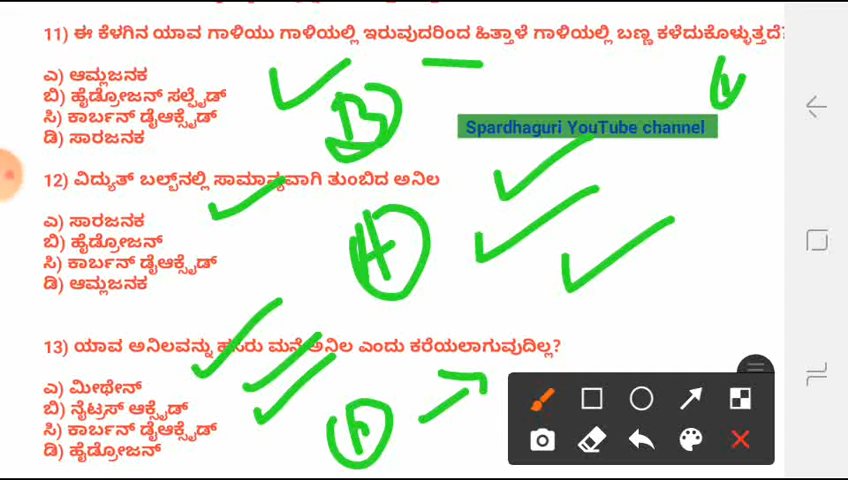 11) ಈ ಕೆಳಗಿನ ಯಾವ ಗಾಳಿಯು ಗಾಳಿಯಲ್ಲಿ ಇರುವುದರಿಂದ ಹಿತ್ತಾಳೆ ಗಾಳಿಯಲ್ಲಿ ಬಣ್ಣ ಕಳೆದುಕೊಳ್ಳುತ್ತದೆ?
ಎ) ಆಮ್ಲಜನಕ
ಬಿ) ಹೈಡ್ರೋಜನ್ ಸಲ್ಫೈಡ್
ಸಿ) ಕಾರ್ಬನ್ ಡೈಆಕ್ಸೈಡ್
ಡಿ) ಸಾರಜನಕ
B
Spardhaguri YouTube channel
12) ವಿದ್ಯುತ್ ಬಲ್ಬ್‌ನಲ್ಲಿ ಸಾಮಾನ್ಯವಾಗಿ ತುಂಬಿದ ಅನಿಲ
ಎ) ಸಾರಜನಕ
ಬಿ) ಹೈಡ್ರೋಜನ್
ಸಿ) ಕಾರ್ಬನ್ ಡೈಆಕ್ಸೈಡ್
ಡಿ) ಆಮ್ಲಜನಕ
13) ಯಾವ ಅನಿಲವನ್ನು ಹಸಿರು ಮನೆ ಅನಿಲ ಎಂದು ಕರೆಯಲಾಗುವುದಿಲ್ಲ?
ಎ) ಮೀಥೇನ್
ಬಿ) ನೈಟ್ರಸ್ ಆಕ್ಸೈಡ್
ಸಿ) ಕಾರ್ಬನ್ ಡೈಆಕ್ಸೈಡ್
ಡಿ) ಹೈಡ್ರೋಜನ್